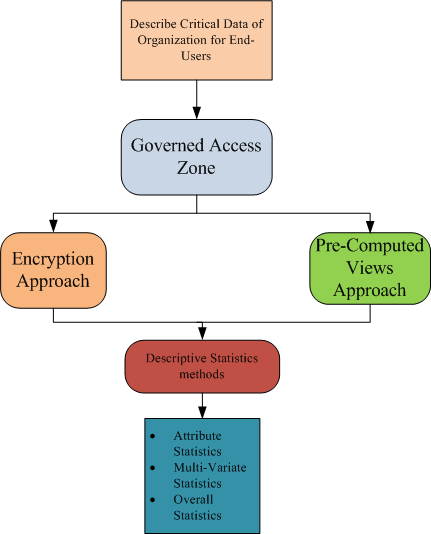 Describe Critical Data of
Organization for End-
Users
Governed Access
Zone
Encryption
Approach
Pre-Computed
Views
Approach
Descriptive Statistics
methods
• Attribute
Statistics
• Multi-Variate
Statistics
• Overall
Statistics